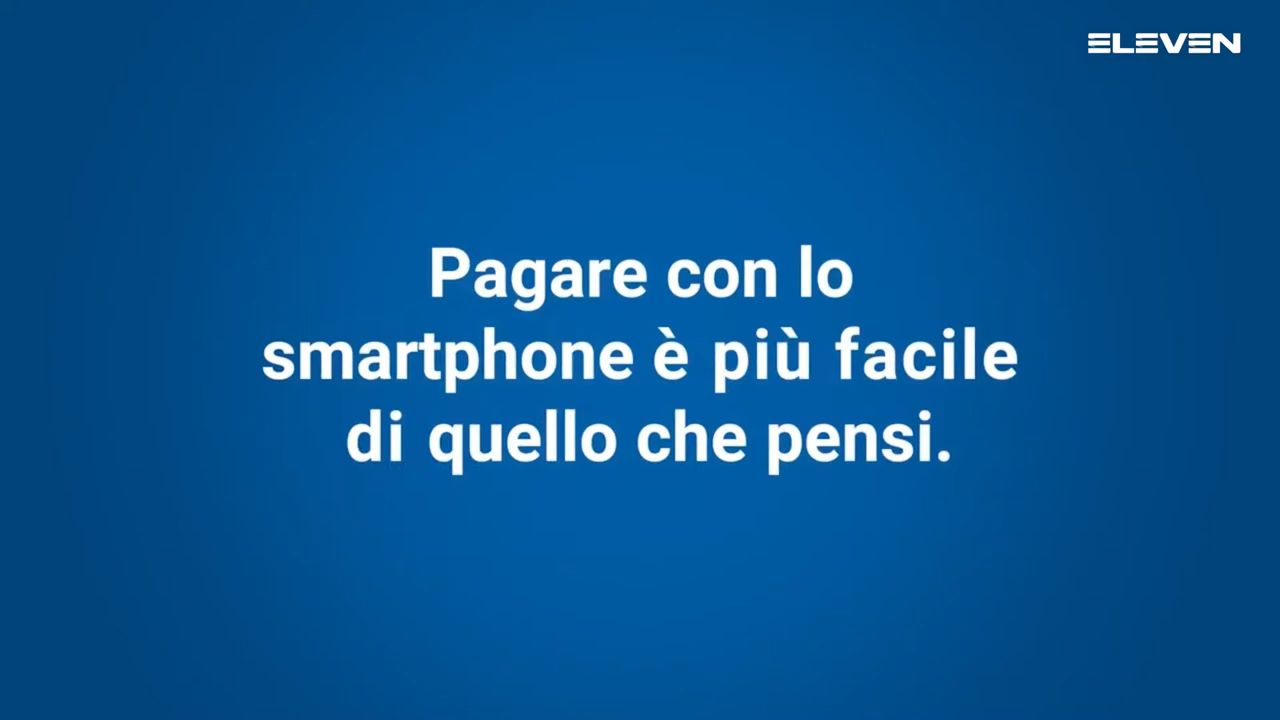 ELEVEN
Pagare con lo
smartphone è più facile
di quello che pensi.